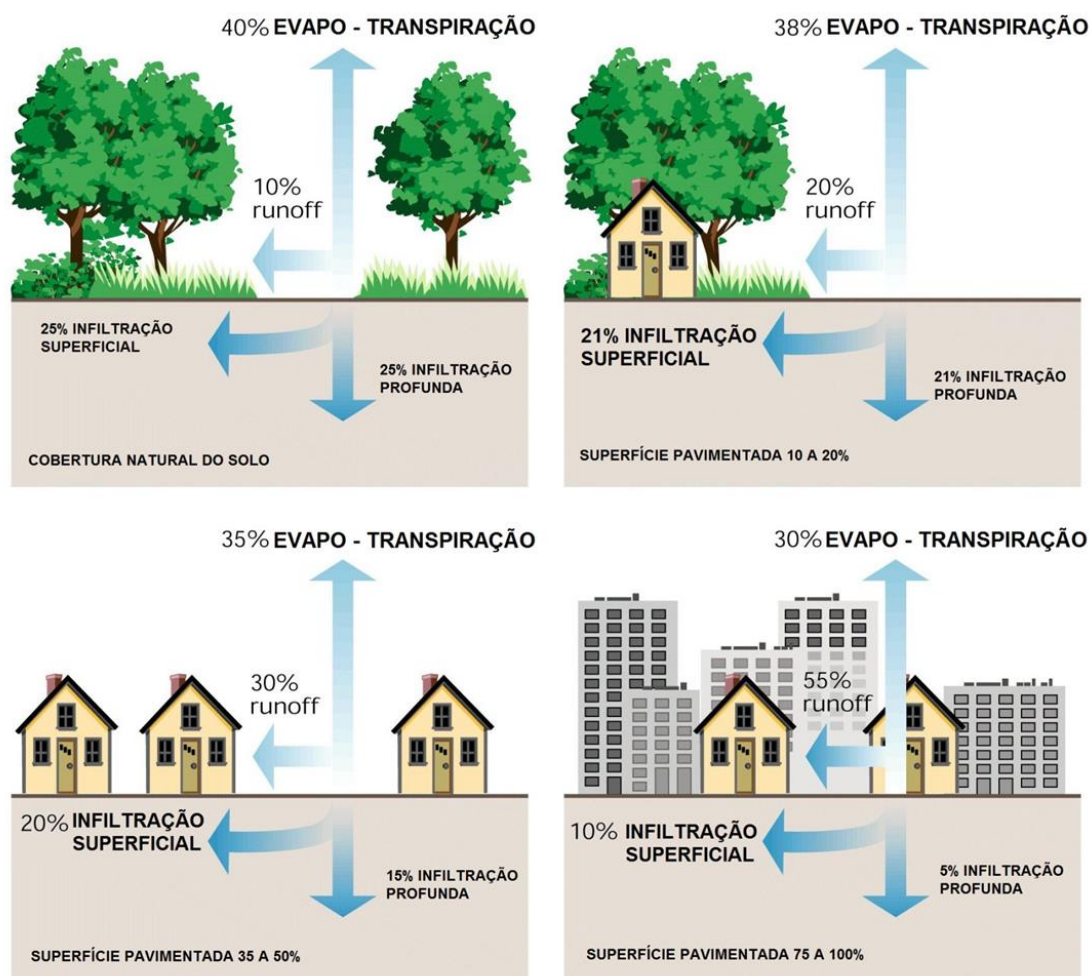 40% EVAPO - TRANSPIRAÇÃO
10%
runoff
25% INFILTRAÇÃO
SUPERFICIAL
25% INFILTRAÇÃO
PROFUNDA
COBERTURA NATURAL DO SOLO
38% EVAPO - TRANSPIRAÇÃO
20%
runoff
21% INFILTRAÇÃO
SUPERFICIAL
21% INFILTRAÇÃO
PROFUNDA
SUPERFÍCIE PAVIMENTADA 10 A 20%
35% EVAPO - TRANSPIRAÇÃO
30%
runoff
20% INFILTRAÇÃO
SUPERFICIAL
15% INFILTRAÇÃO
PROFUNDA
SUPERFÍCIE PAVIMENTADA 35 A 50%
30% EVAPO - TRANSPIRAÇÃO
55%
runoff
10% INFILTRAÇÃO
SUPERFICIAL
5% INFILTRAÇÃO
PROFUNDA
SUPERFÍCIE PAVIMENTADA 75 A 100%